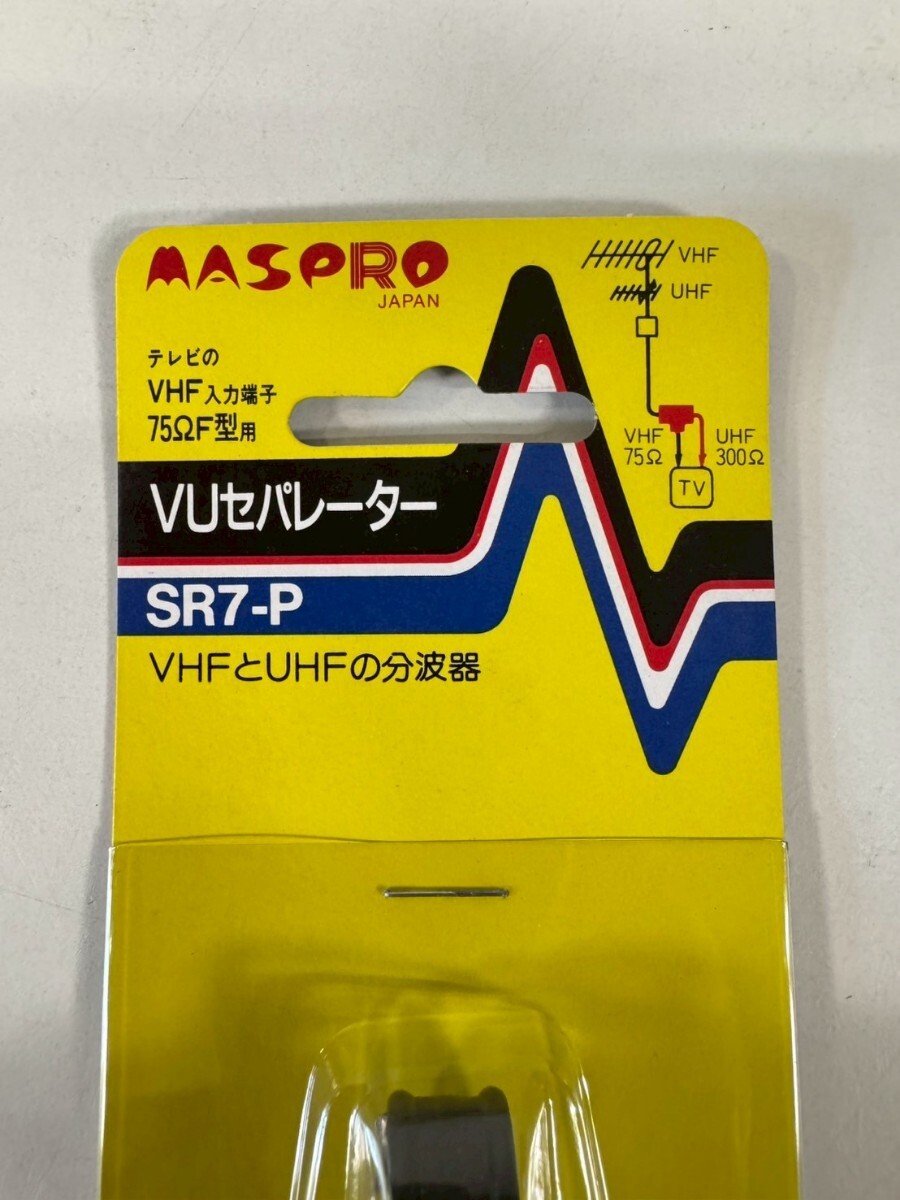 MASPRO
JAPAN
テレビの
VHF入力端子
75ΩF型用
VHF
UHF
VHF
75Ω
UHF
300Ω
TV
VUセパレーター
SR7-P
VHFとUHFの分波器